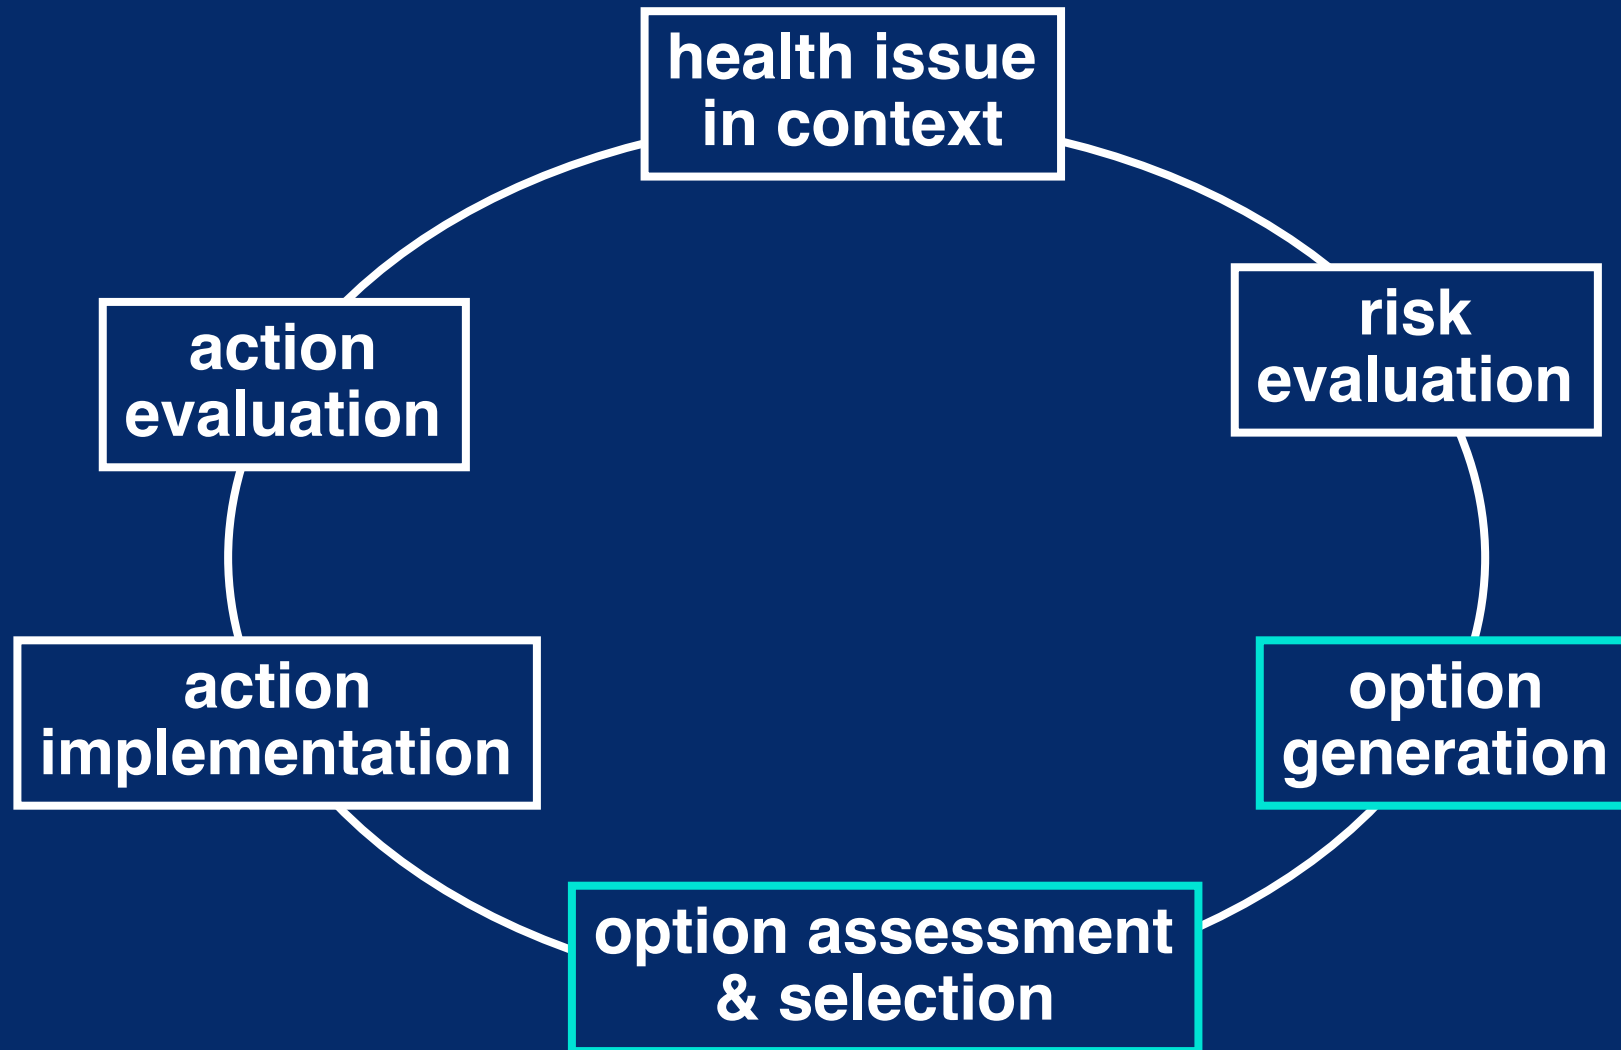 health issue
in context
risk
evaluation
option
generation
option assessment
& selection
action
implementation
action
evaluation